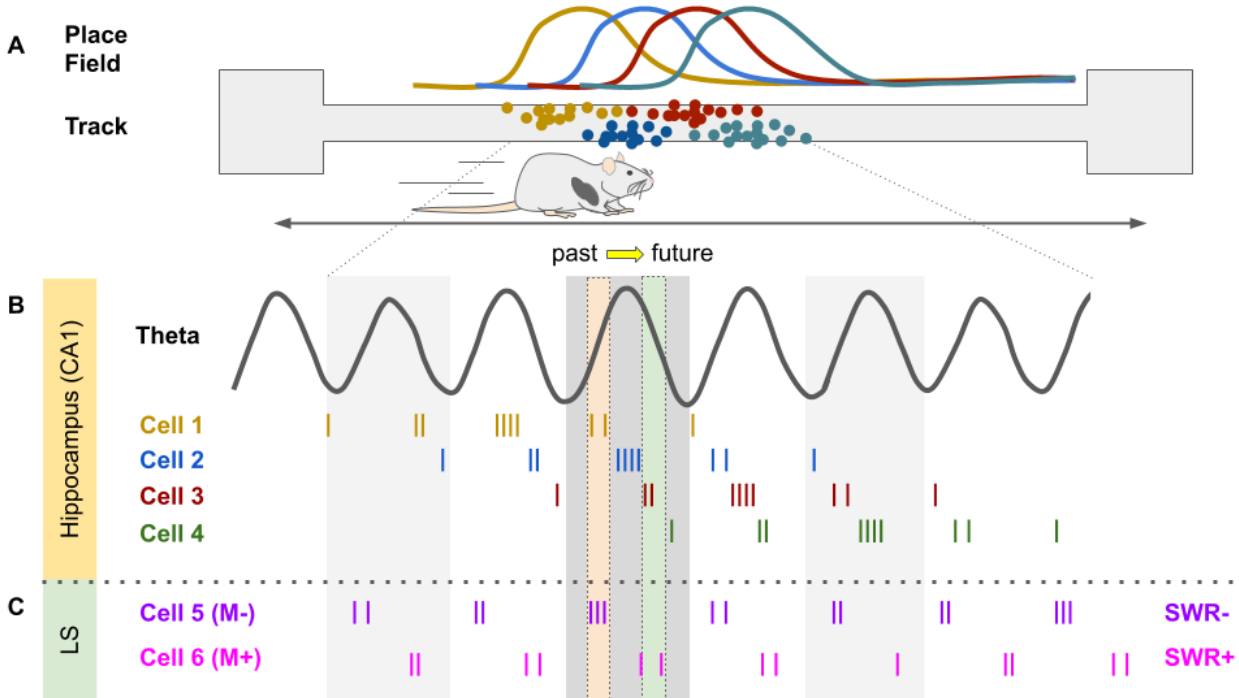 A
Place
Field
Track
past
future
B
Hippocampus (CA1)
Theta
Cell 1
Cell 2
Cell 3
Cell 4
C
LS
Cell 5 (M-)
SWR-
Cell 6 (M+)
SWR+